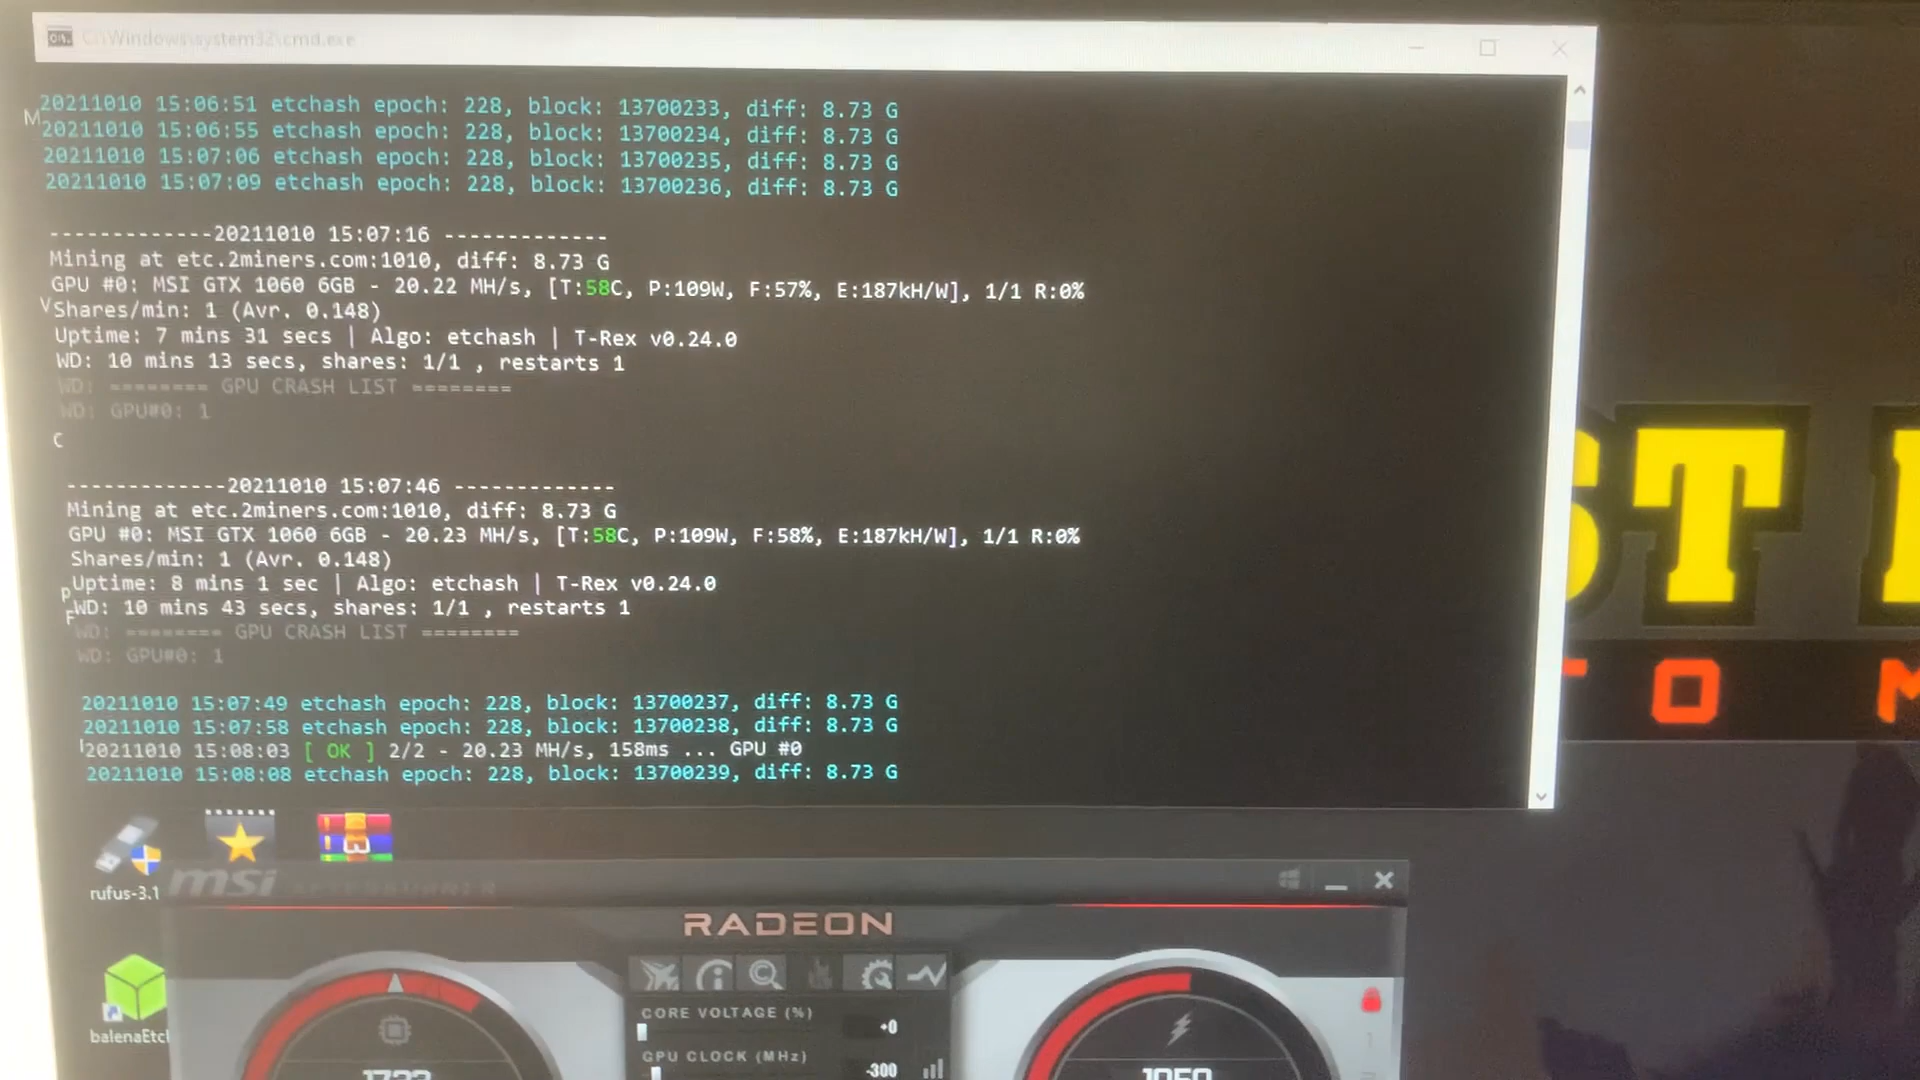 C:\Windows\system32\cmd.exe
20211010 15:06:51 etchash epoch: 228, block: 13700233, diff: 8.73 G
M
20211010 15:06:55 etchash epoch: 228, block: 13700234, diff: 8.73 G
20211010 15:07:06 etchash epoch: 228, block: 13700235, diff: 8.73 G
20211010 15:07:09 etchash epoch: 228, block: 13700236, diff: 8.73 G
-------------20211010 15:07:16 -------------
Mining at etc.2miners.com:1010, diff: 8.73 G
GPU #0: MSI GTX 1060 6GB - 20.22 MH/s, [T:58C, P:109W, F:57%, E:187kH/W], 1/1 R:0%
V
Shares/min: 1 (Avr. 0.148)
Uptime: 7 mins 31 secs | Algo: etchash | T-Rex v0.24.0
WD: 10 mins 13 secs, shares: 1/1 , restarts 1
WD: ======== GPU CRASH LIST ========
WD: GPU#0: 1
C
-------------20211010 15:07:46 -------------
Mining at etc.2miners.com:1010, diff: 8.73 G
GPU #0: MSI GTX 1060 6GB - 20.23 MH/s, [T:58C, P:109W, F:58%, E:187kH/W], 1/1 R:0%
Shares/min: 1 (Avr. 0.148)
Uptime: 8 mins 1 sec | Algo: etchash | T-Rex v0.24.0
P
WD: 10 mins 43 secs, shares: 1/1 , restarts 1
F
WD: ======== GPU CRASH LIST ========
WD: GPU#0: 1
20211010 15:07:49 etchash epoch: 228, block: 13700237, diff: 8.73 G
20211010 15:07:58 etchash epoch: 228, block: 13700238, diff: 8.73 G
20211010 15:08:03 [ OK ] 2/2 - 20.23 MH/s, 158ms ... GPU #0
20211010 15:08:08 etchash epoch: 228, block: 13700239, diff: 8.73 G
ST
O M
rufus-3.1
msi AFTERBURNER
RADEON
balenaEtcl
CORE VOLTAGE (%)
+0
GPU CLOCK (MHz)
-300